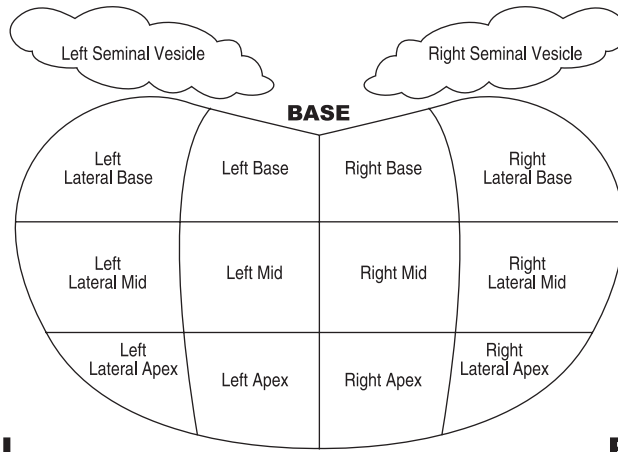 Left Seminal Vesicle
Right Seminal Vesicle
BASE
Left
Lateral Base
Left Base
Right Base
Right
Lateral Base
Left
Lateral Mid
Left Mid
Right Mid
Right
Lateral Mid
Left
Lateral Apex
Left Apex
Right Apex
Right
Lateral Apex